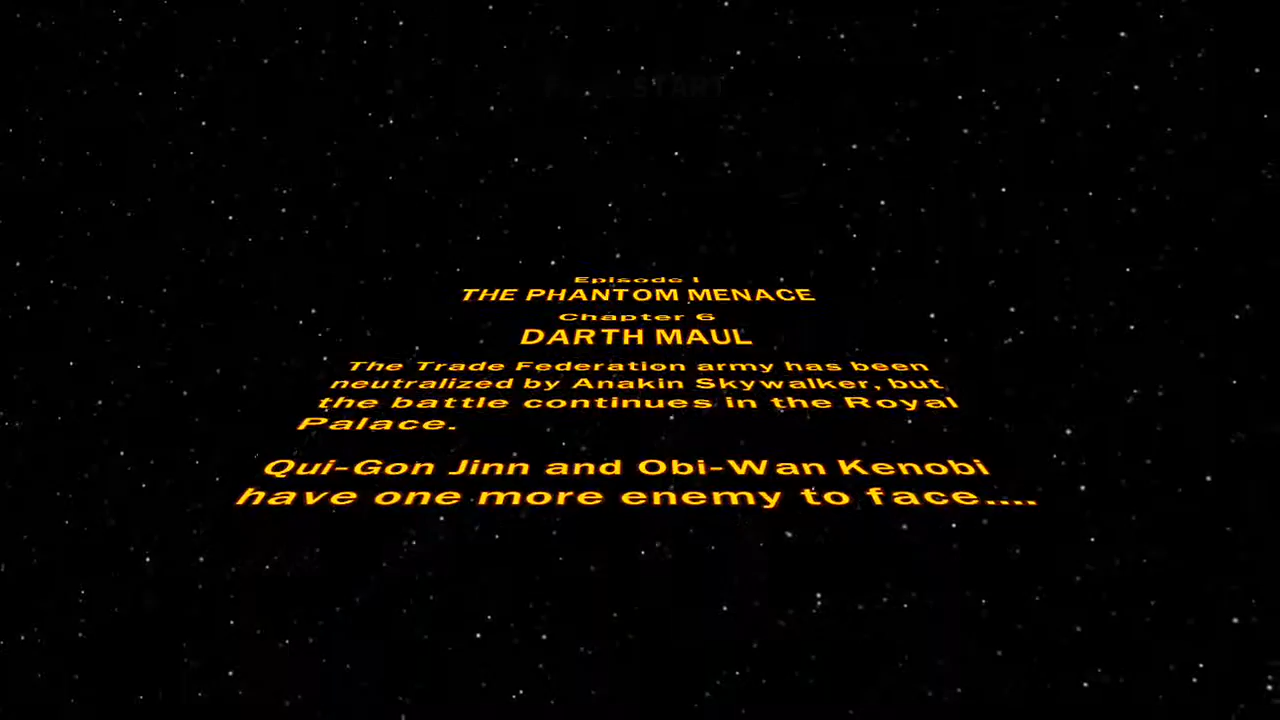 START
Episode I
THE PHANTOM MENACE
Chapter 6
DARTH MAUL
The Trade Federation army has been
neutralized by Anakin Skywalker, but
the battle continues in the Royal
Palace.
Qui-Gon Jinn and Obi-Wan Kenobi
have one more enemy to face....